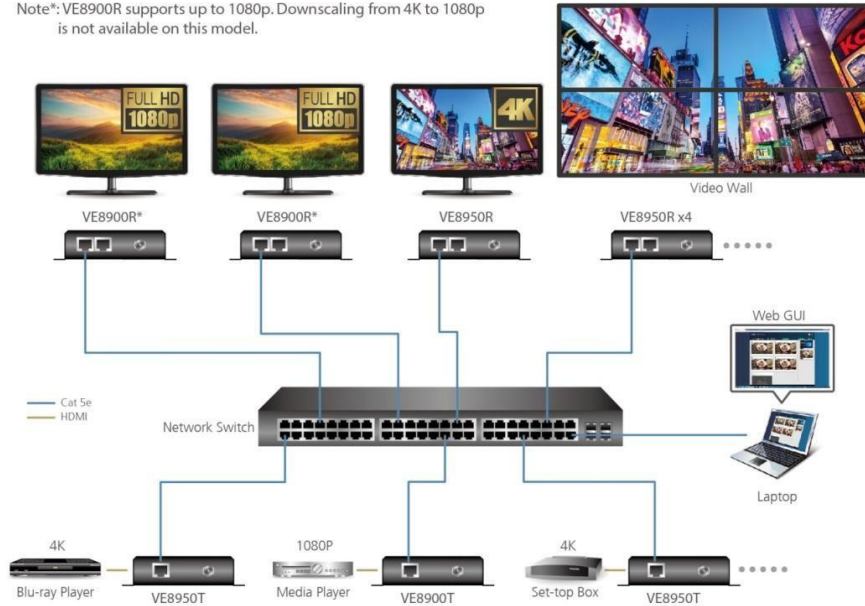 Note*: VE8900R supports up to 1080p. Downscaling from 4K to 1080p
is not available on this model.
FULL HD
1080p
FULL HD
1080p
4K
Video Wall
VE8900R*
VE8900R*
VE8950R
VE8950R x4
Web GUI
Cat 5e
HDMI
Network Switch
Laptop
4K
1080P
4K
Blu-ray Player
VE8950T
Media Player
VE8900T
Set-top Box
VE8950T